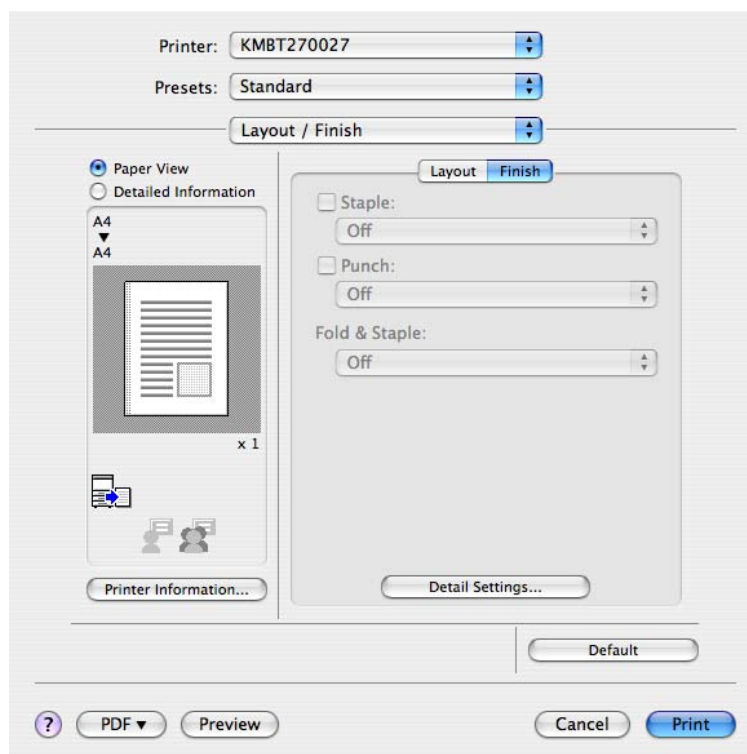 Printer: KMBT270027
Presets: Standard
Layout / Finish
Paper View
Detailed Information
A4
A4
x 1
Printer Information...
Layout Finish
Staple:
Off
Punch:
Off
Fold & Staple:
Off
Detail Settings...
Default
? PDF Preview Cancel Print